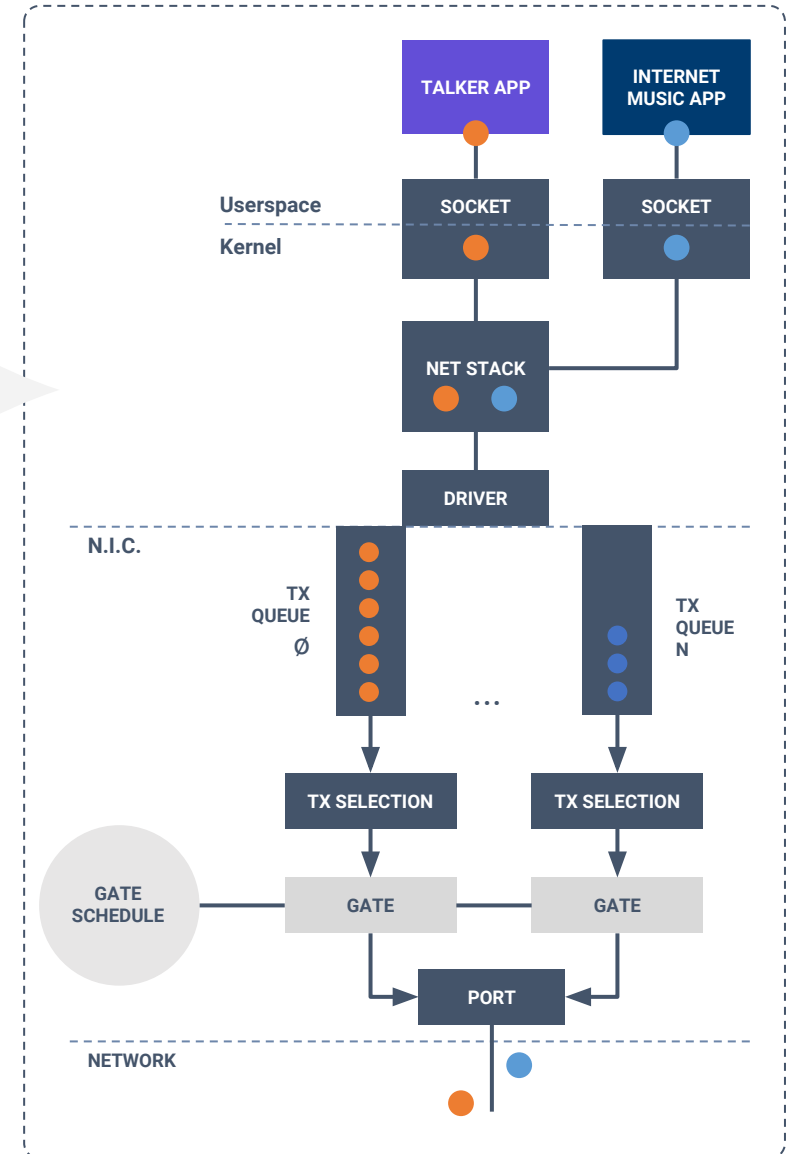 TALKER APP
INTERNET
MUSIC APP
Userspace
SOCKET
SOCKET
Kernel
NET STACK
DRIVER
N.I.C.
TX
QUEUE
Ø
...
TX
QUEUE
N
TX SELECTION
TX SELECTION
GATE
SCHEDULE
GATE
GATE
PORT
NETWORK